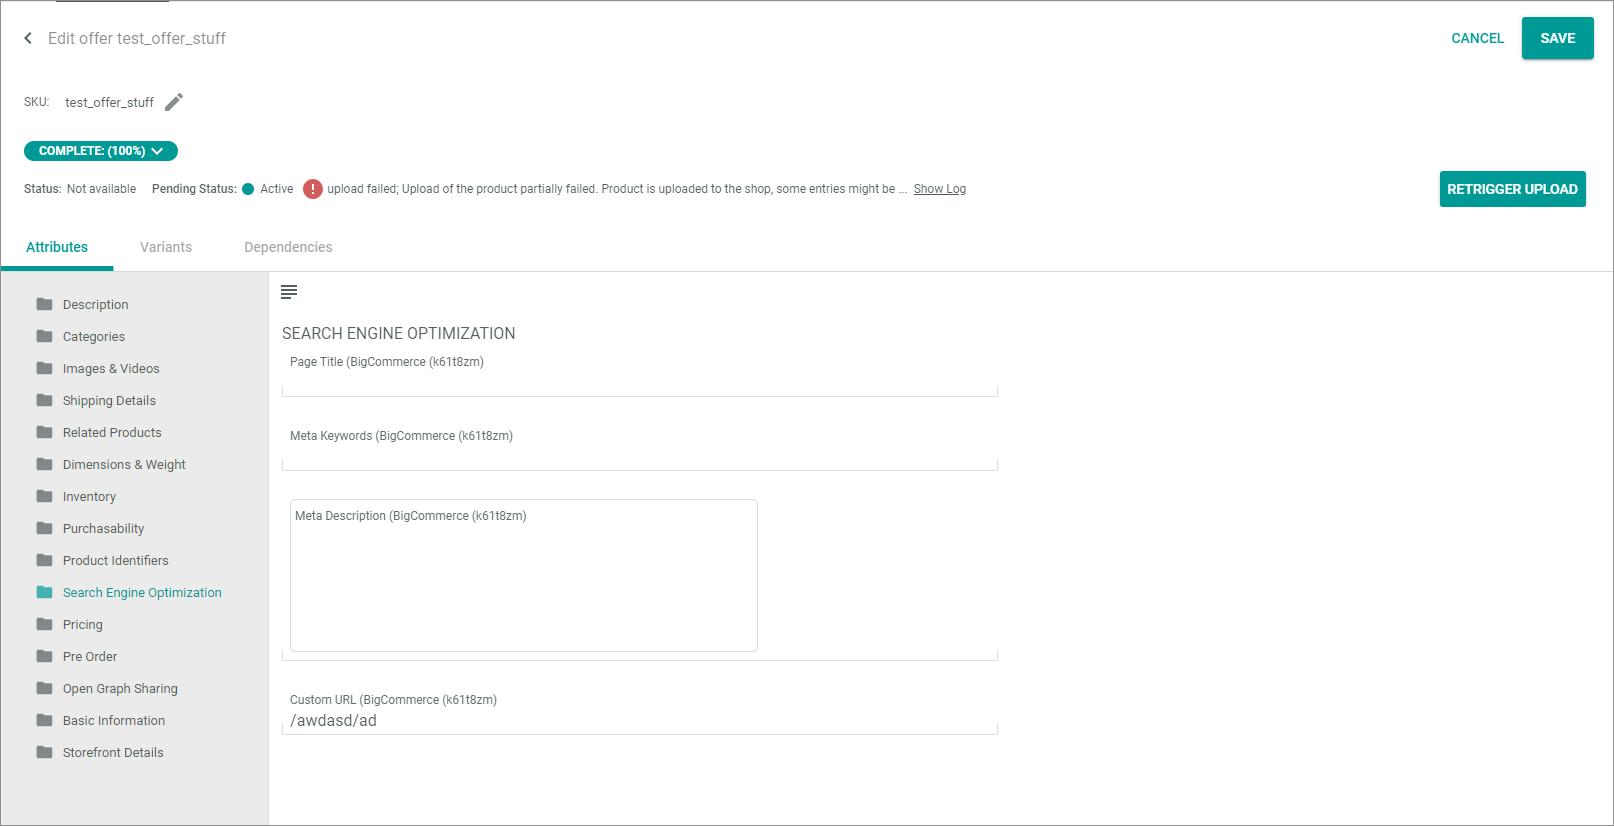 Edit offer test_offer_stuff
CANCEL
SAVE
SKU: test_offer_stuff
COMPLETE: (100%)
Status: Not available Pending Status: Active ! upload failed; Upload of the product partially failed. Product is uploaded to the shop, some entries might be ... Show Log
RETRIGGER UPLOAD
Attributes Variants Dependencies
Description
Categories
Images & Videos
Shipping Details
Related Products
Dimensions & Weight
Inventory
Purchasability
Product Identifiers
Search Engine Optimization
Pricing
Pre Order
Open Graph Sharing
Basic Information
Storefront Details
SEARCH ENGINE OPTIMIZATION
Page Title (BigCommerce (k61t8zm)
Meta Keywords (BigCommerce (k61t8zm)
Meta Description (BigCommerce (k61t8zm)
Custom URL (BigCommerce (k61t8zm)
/awdasd/ad